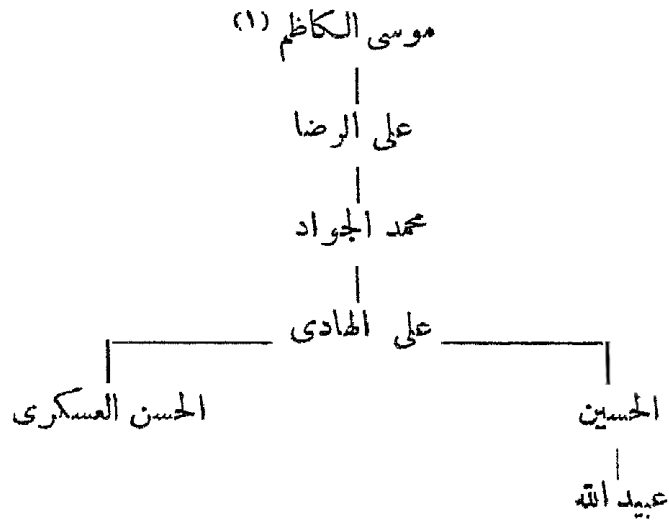 موسى الكاظم (١)
على الرضا
محمد الجواد
على الهادى
الحسين
الحسن العسكرى
عبيد الله